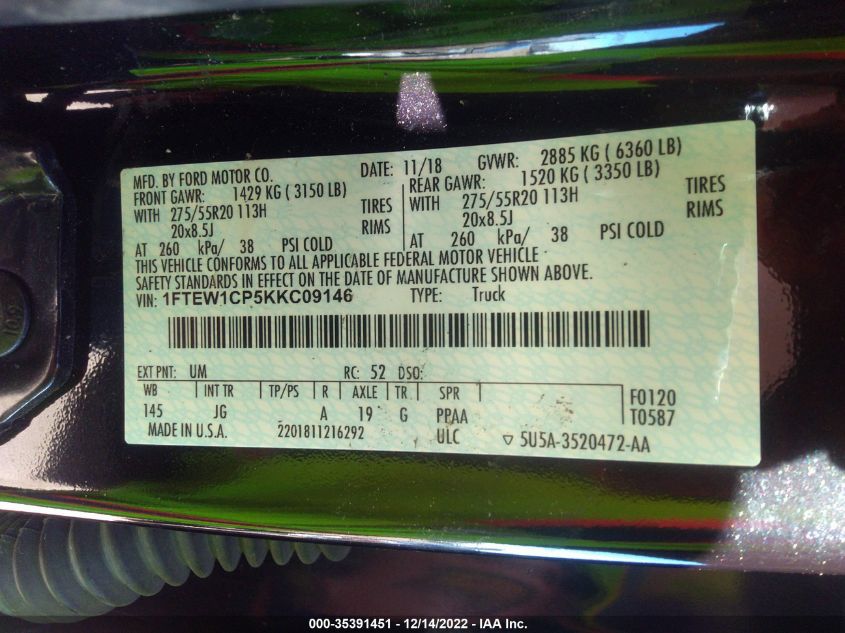 MFD. BY FORD MOTOR CO. DATE: 11/18 GVWR: 2885 KG ( 6360 LB)
FRONT GAWR: 1429 KG ( 3150 LB) REAR GAWR: 1520 KG ( 3350 LB)
WITH 275/55R20 113H TIRES WITH 275/55R20 113H TIRES
20x8.5J RIMS 20x8.5J RIMS
AT 260 kPa/ 38 PSI COLD AT 260 kPa/ 38 PSI COLD
THIS VEHICLE CONFORMS TO ALL APPLICABLE FEDERAL MOTOR VEHICLE
SAFETY STANDARDS IN EFFECT ON THE DATE OF MANUFACTURE SHOWN ABOVE.
VIN: 1FTEW1CP5KKC09146 TYPE: Truck
EXT PNT: UM RC: 52 DSO:
WB INT TR TP/PS R AXLE TR SPR F0120
145 JG A 19 G PPAA T0587
MADE IN U.S.A. 2201811216292 ULC ▽ 5U5A-3520472-AA
000-35391451 - 12/14/2022 - IAA Inc.